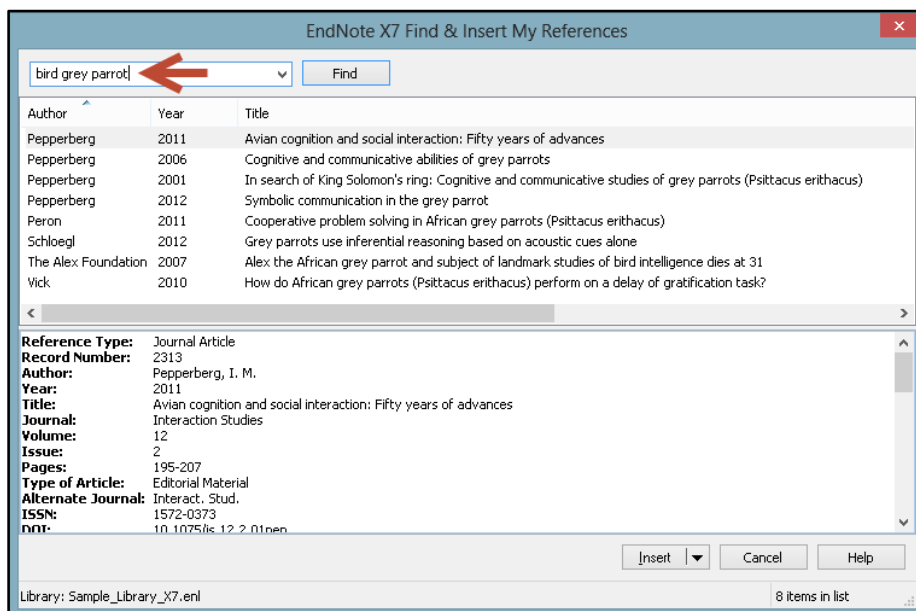 EndNote X7 Find & Insert My References
bird grey parrot
Find
Author Year Title
Pepperberg 2011 Avian cognition and social interaction: Fifty years of advances
Pepperberg 2006 Cognitive and communicative abilities of grey parrots
Pepperberg 2001 In search of King Solomon's ring: Cognitive and communicative studies of grey parrots (Psittacus erithacus)
Pepperberg 2012 Symbolic communication in the grey parrot
Peron 2011 Cooperative problem solving in African grey parrots (Psittacus erithacus)
Schloegl 2012 Grey parrots use inferential reasoning based on acoustic cues alone
The Alex Foundation 2007 Alex the African grey parrot and subject of landmark studies of bird intelligence dies at 31
Vick 2010 How do African grey parrots (Psittacus erithacus) perform on a delay of gratification task?
Reference Type: Journal Article
Record Number: 2313
Author: Pepperberg, I. M.
Year: 2011
Title: Avian cognition and social interaction: Fifty years of advances
Journal: Interaction Studies
Volume: 12
Issue: 2
Pages: 195-207
Type of Article: Editorial Material
Alternate Journal: Interact. Stud.
ISSN: 1572-0373
DOI: 10.1075/is.12.2.01pep
Insert Cancel Help
Library: Sample_Library_X7.enl 8 items in list